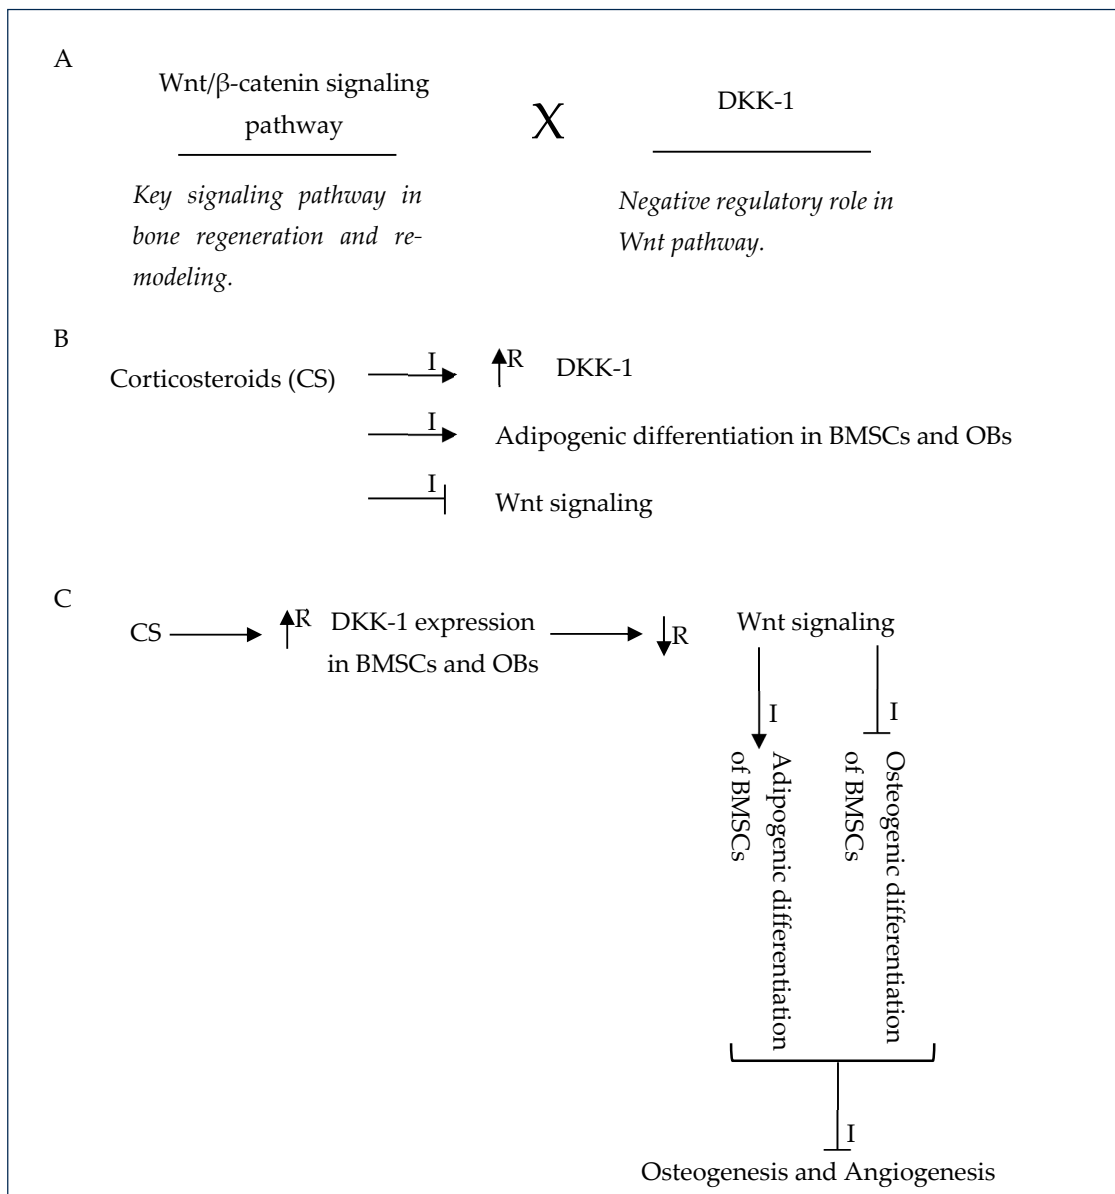 A
Wnt/β-catenin signaling
pathway
X
DKK-1
Key signaling pathway in
bone regeneration and re-
modeling.
Negative regulatory role in
Wnt pathway.
B
Corticosteroids (CS)
I
R
DKK-1
I
Adipogenic differentiation in BMSCs and OBs
I
Wnt signaling
C
CS
R
DKK-1 expression
in BMSCs and OBs
R
Wnt signaling
I
I
Adipogenic differentiation
of BMSCs
Osteogenic differentiation
of BMSCs
I
Osteogenesis and Angiogenesis